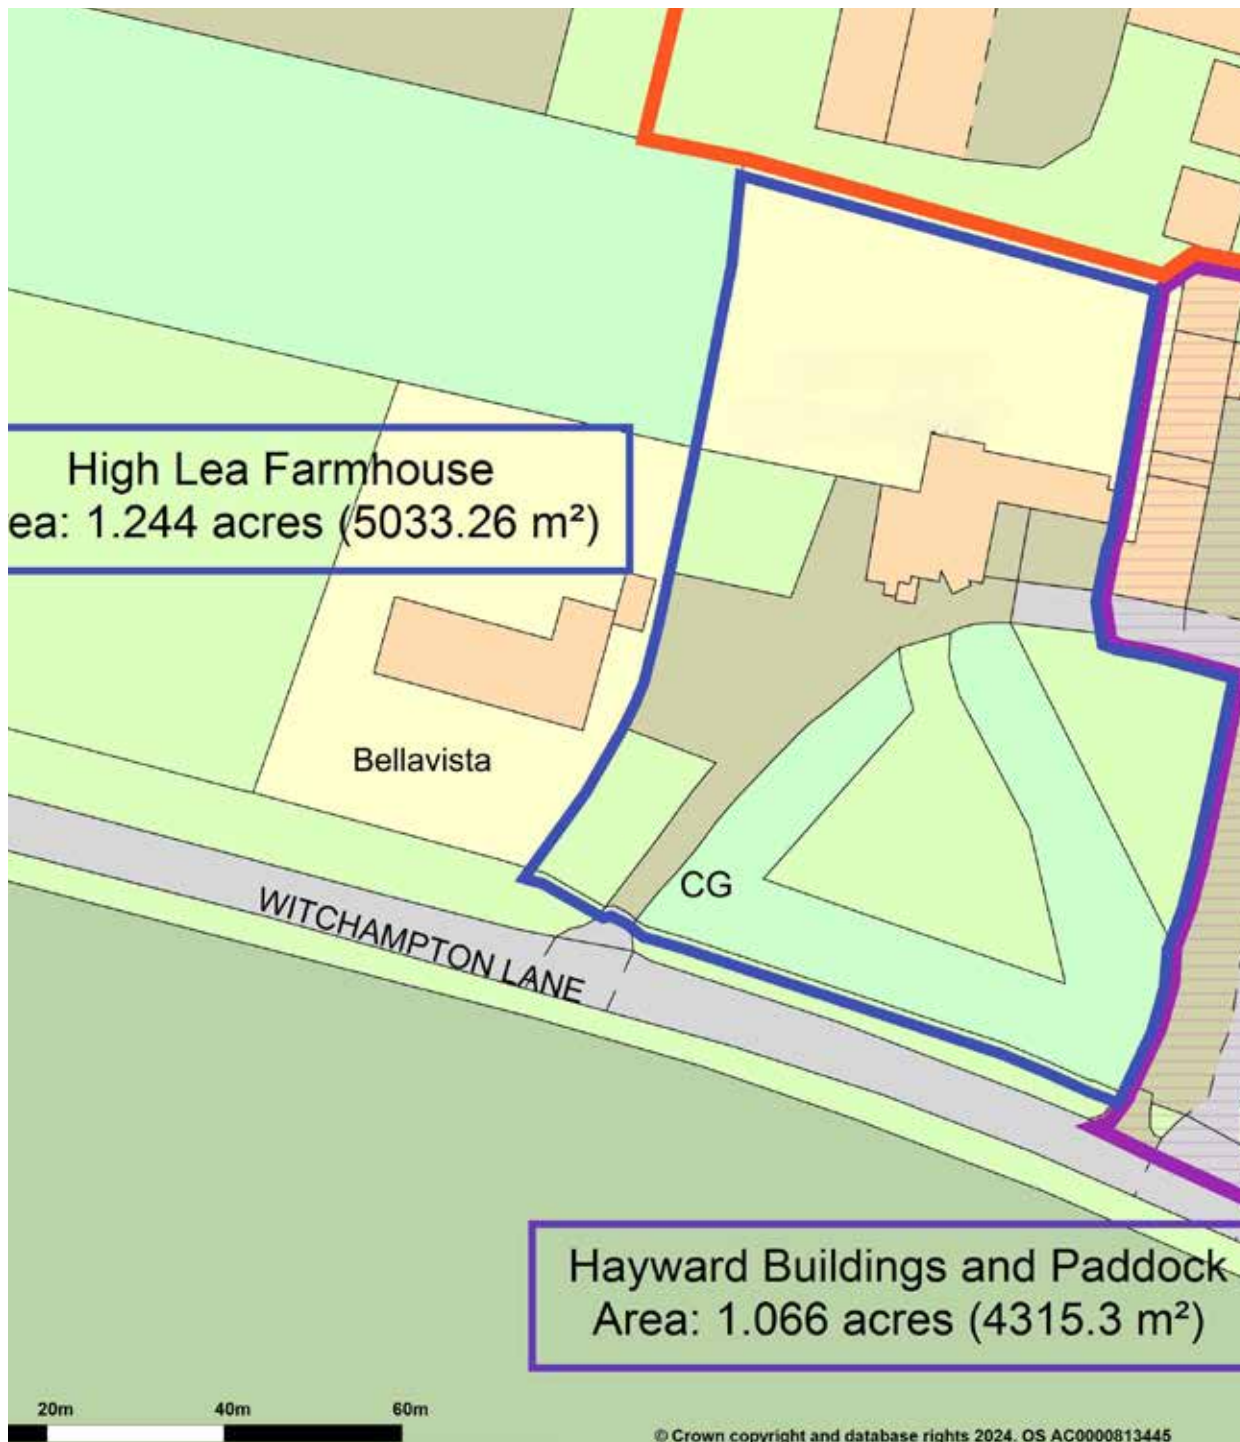 High Lea Farmhouse
ea: 1.244 acres (5033.26 m²)
Bellavista
CG
WITCHAMPTON LANE
Hayward Buildings and Paddock
Area: 1.066 acres (4315.3 m²)
20m 40m 60m
© Crown copyright and database rights 2024. OS AC0000813445